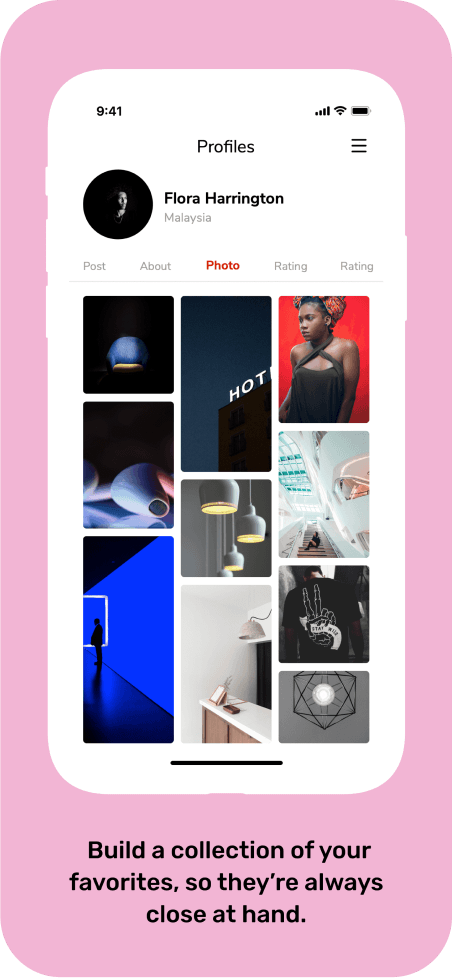 9:41
Profiles
Flora Harrington
Malaysia
Post About Photo Rating Rating
HOT
Build a collection of your
favorites, so they’re always
close at hand.